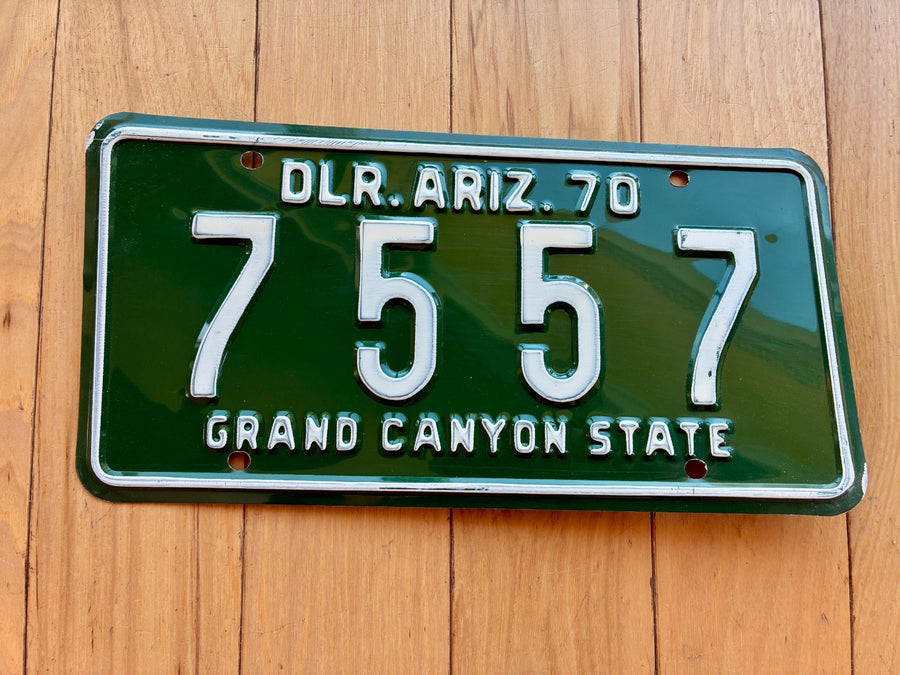 DLR. ARIZ. 70
7557
GRAND CANYON STATE